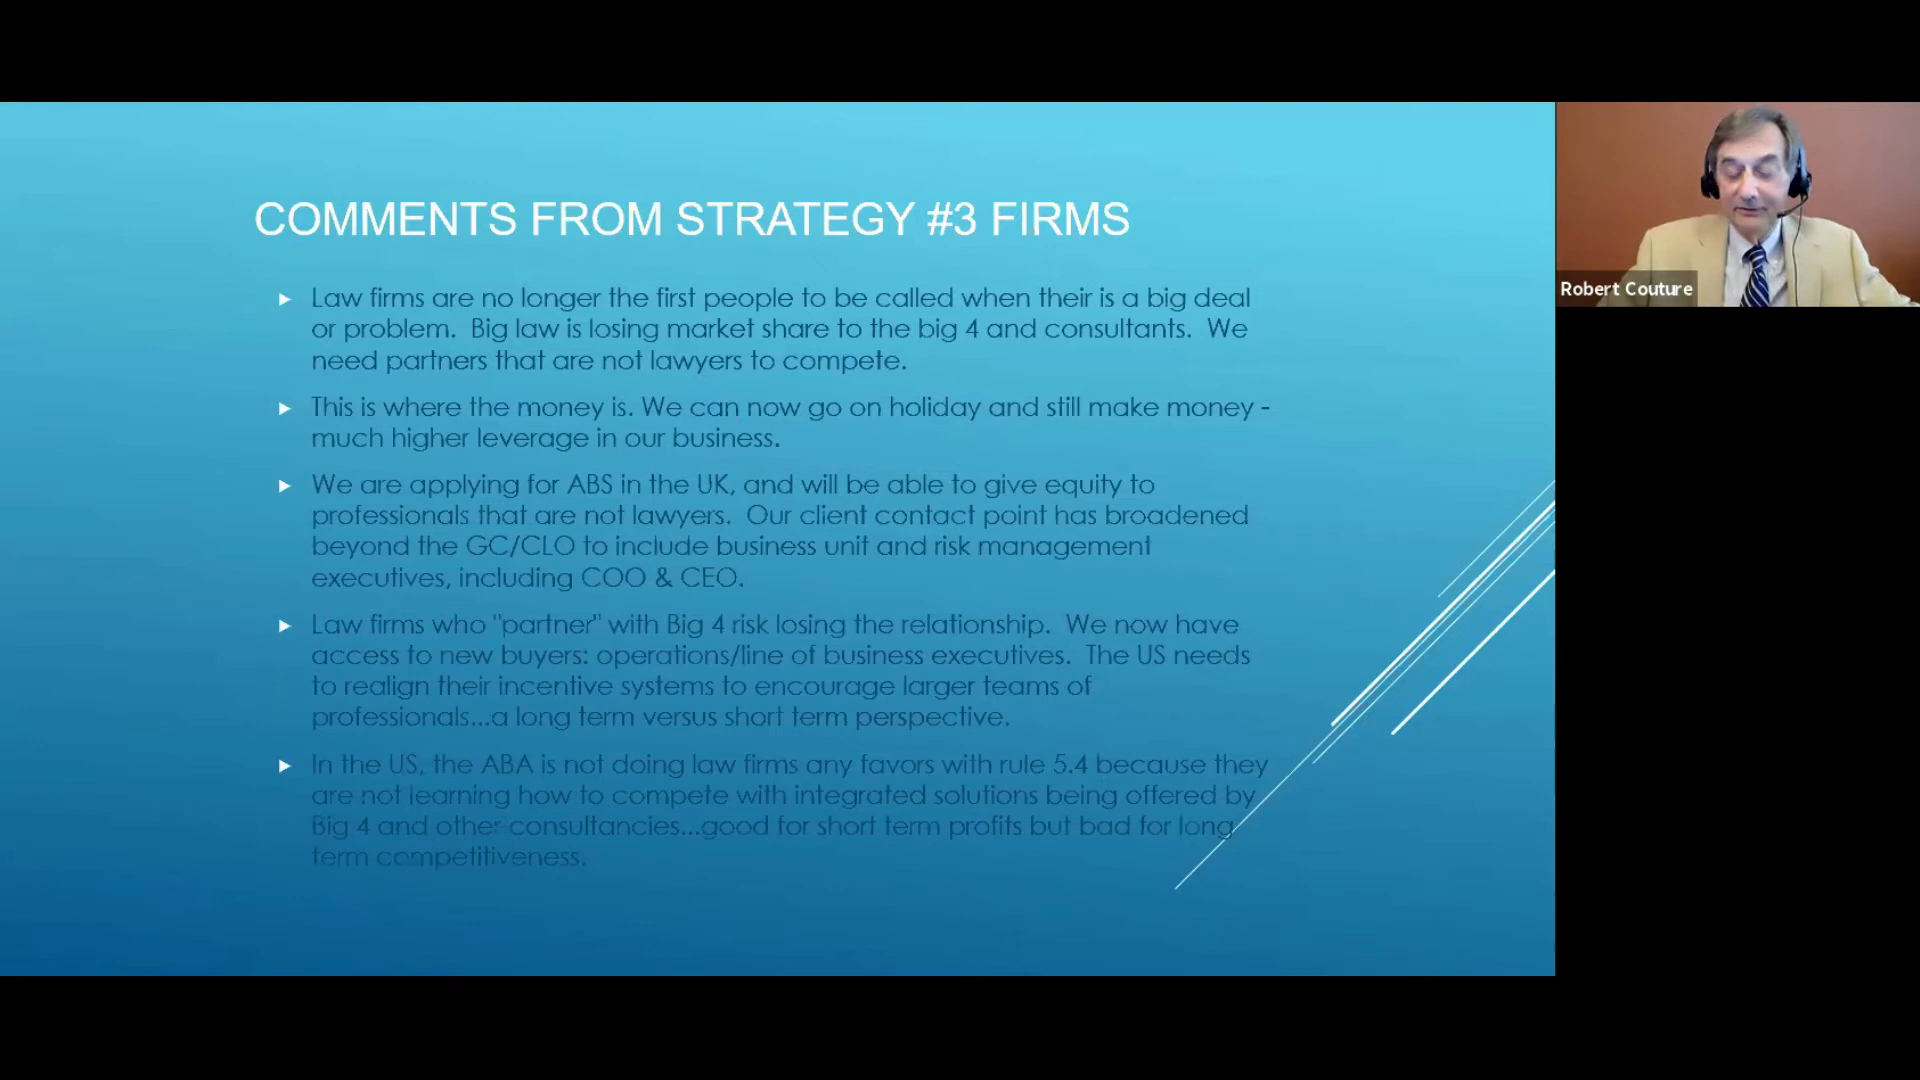 COMMENTS FROM STRATEGY #3 FIRMS
Law firms are no longer the first people to be called when their is a big deal
or problem. Big law is losing market share to the big 4 and consultants. We
need partners that are not lawyers to compete.
This is where the money is. We can now go on holiday and still make money -
much higher leverage in our business.
We are applying for ABS in the UK, and will be able to give equity to
professionals that are not lawyers. Our client contact point has broadened
beyond the GC/CLO to include business unit and risk management
executives, including COO & CEO.
Law firms who "partner" with Big 4 risk losing the relationship. We now have
access to new buyers: operations/line of business executives. The US needs
to realign their incentive systems to encourage larger teams of
professionals...a long term versus short term perspective.
In the US, the ABA is not doing law firms any favors with rule 5.4 because they
are not learning how to compete with integrated solutions being offered by
Big 4 and other consultancies...good for short term profits but bad for long
term competitiveness.
Robert Couture